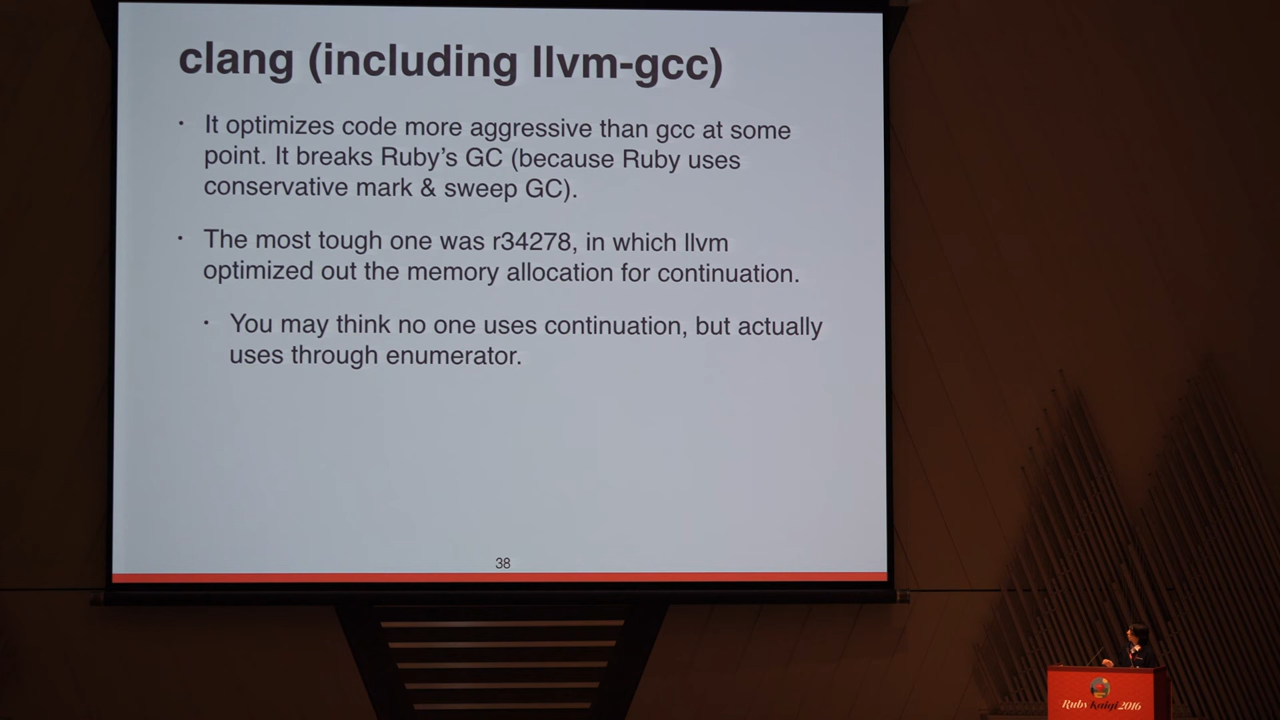 clang (including llvm-gcc)
• It optimizes code more aggressive than gcc at some
point. It breaks Ruby’s GC (because Ruby uses
conservative mark & sweep GC).
• The most tough one was r34278, in which llvm
optimized out the memory allocation for continuation.
• You may think no one uses continuation, but actually
uses through enumerator.
38
RubyKaigi 2016